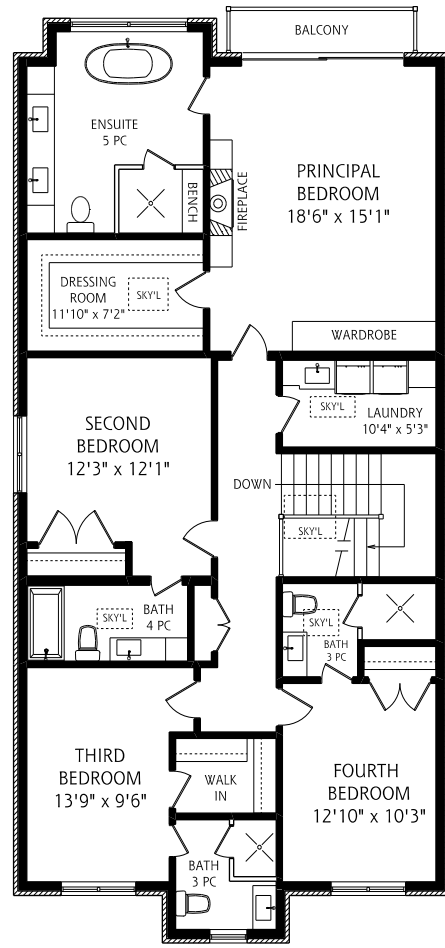 BALCONY
ENSUITE
5 PC
BENCH
FIREPLACE
PRINCIPAL
BEDROOM
18'6" x 15'1"
DRESSING
ROOM
11'10" x 7'2"
SKY'L
WARDROBE
SKY'L
LAUNDRY
10'4" x 5'3"
SECOND
BEDROOM
12'3" x 12'1"
DOWN
SKY'L
SKY'L
BATH
4 PC
SKY'L
BATH
3 PC
THIRD
BEDROOM
13'9" x 9'6"
WALK
IN
FOURTH
BEDROOM
12'10" x 10'3"
BATH
3 PC